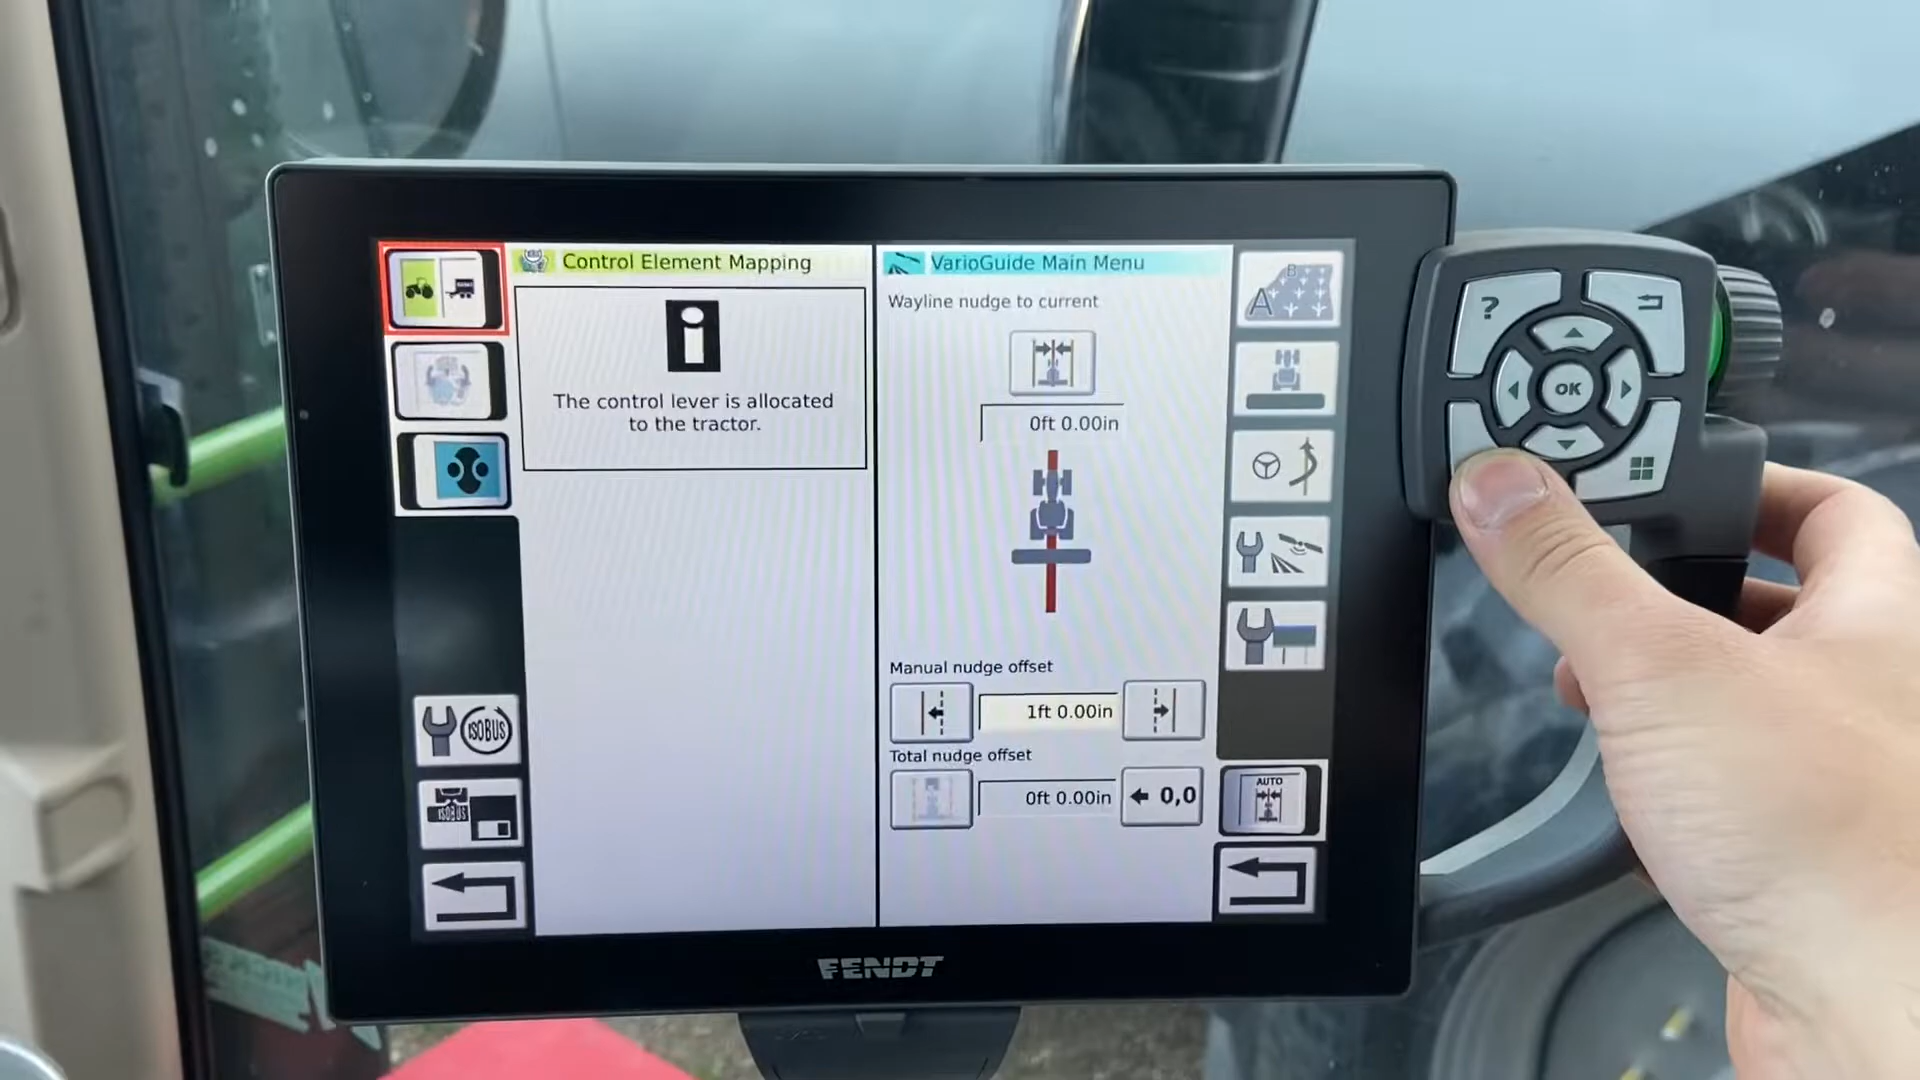 Control Element Mapping
The control lever is allocated
to the tractor.
VarioGuide Main Menu
Wayline nudge to current
0ft 0.00in
Manual nudge offset
1ft 0.00in
Total nudge offset
0ft 0.00in
0,0
A
B
AUTO
ISOBUS
ISOBUS
?
OK
FENDT